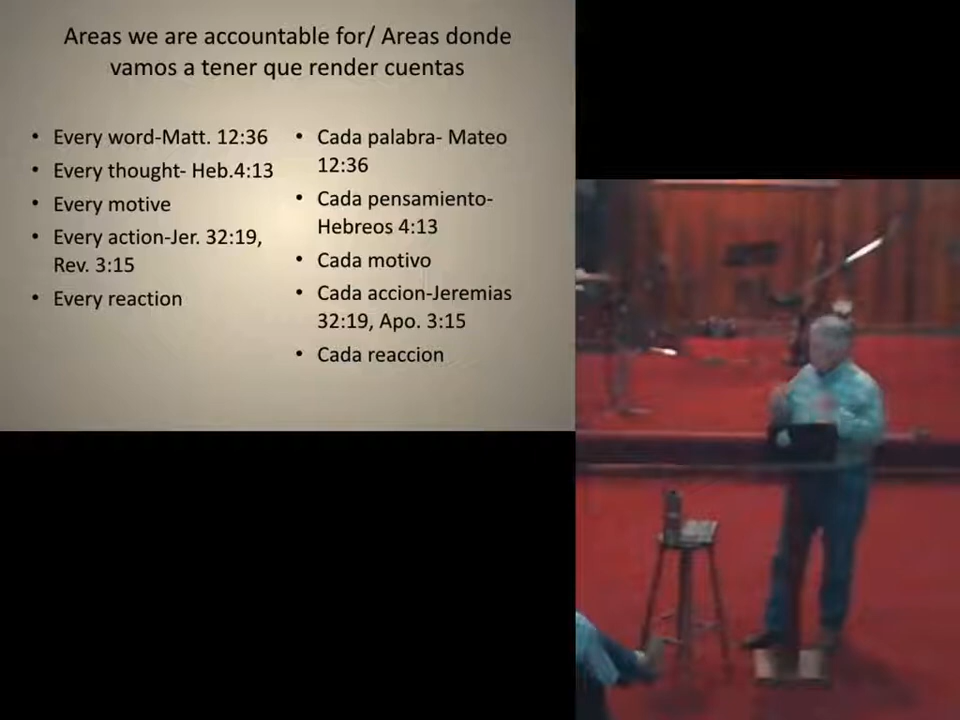 Areas we are accountable for/ Areas donde
vamos a tener que render cuentas
• Every word-Matt. 12:36
• Every thought- Heb.4:13
• Every motive
• Every action-Jer. 32:19,
Rev. 3:15
• Every reaction
• Cada palabra- Mateo
12:36
• Cada pensamiento-
Hebreos 4:13
• Cada motivo
• Cada accion-Jeremias
32:19, Apo. 3:15
• Cada reaccion